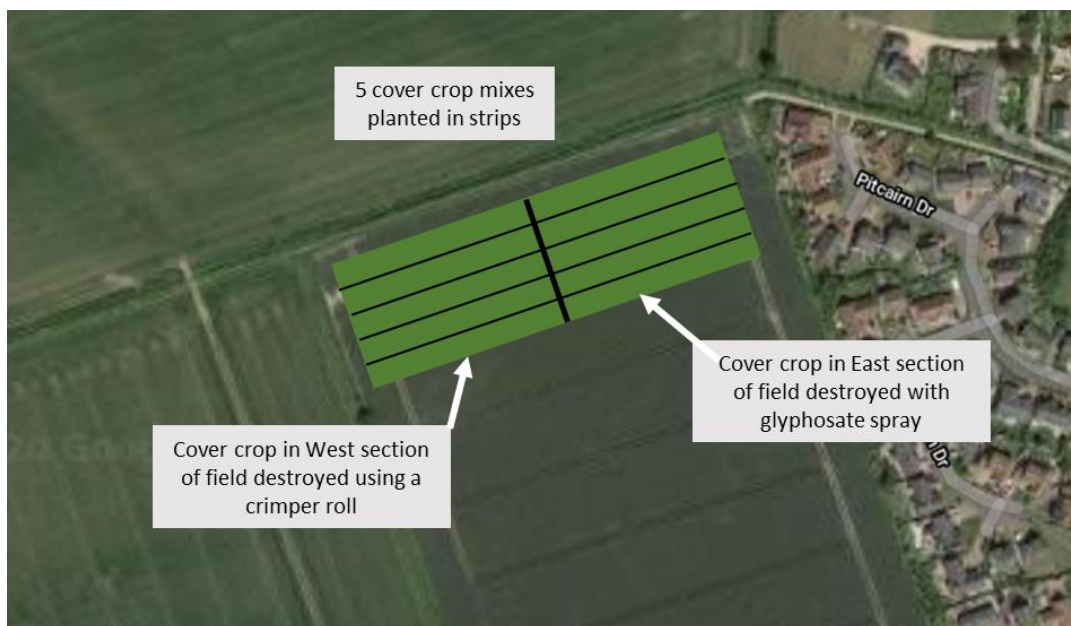 5 cover crop mixes
planted in strips
Pitcairn Dr
Cover crop in East section
of field destroyed with
glyphosate spray
Cover crop in West section
of field destroyed using a
crimper roll
Dr